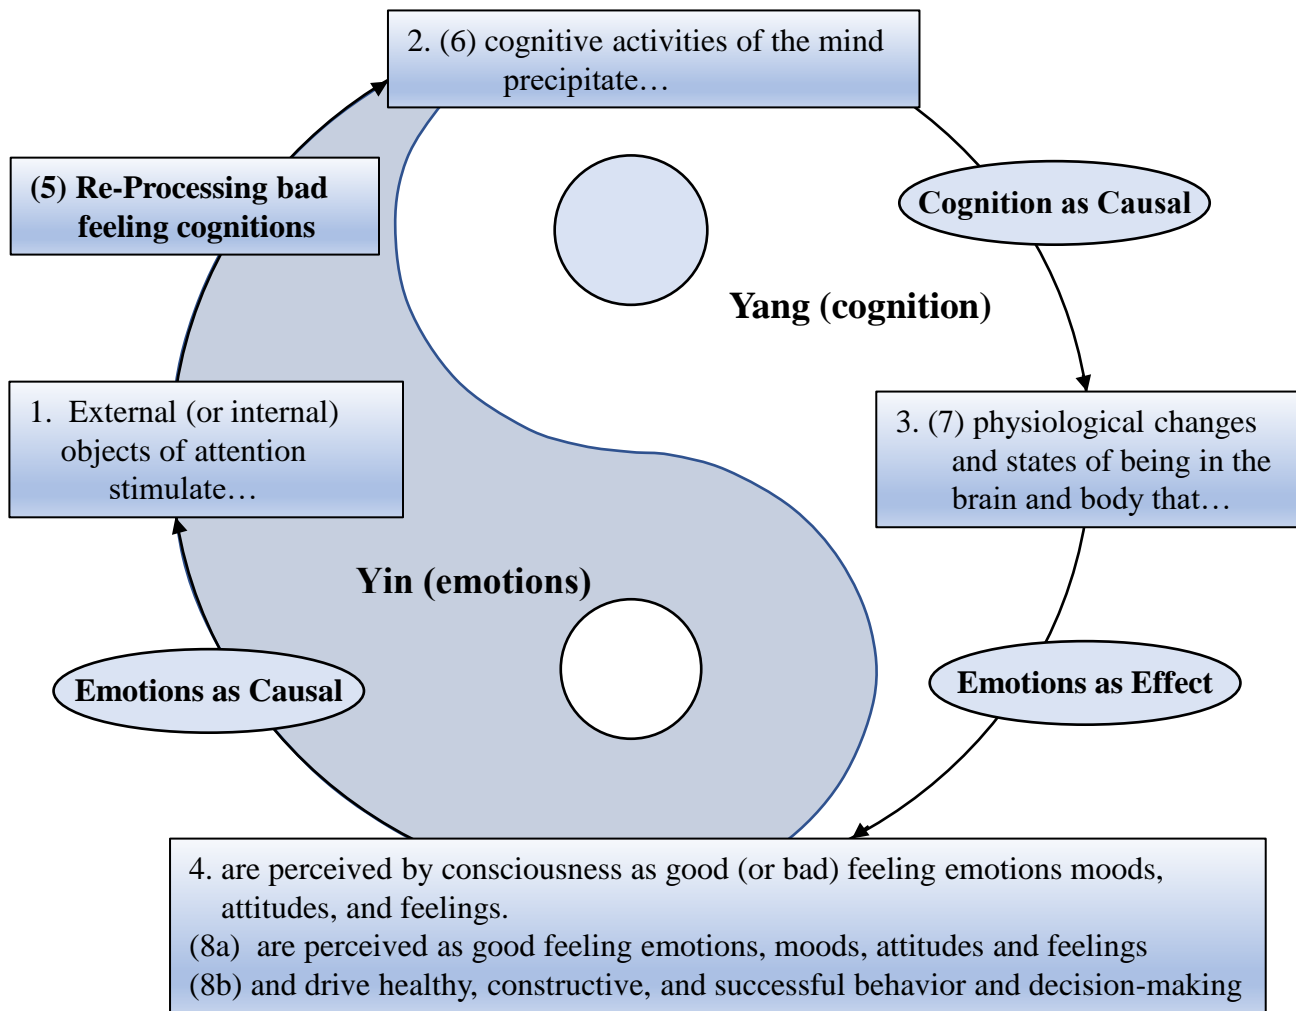 2. (6) cognitive activities of the mind
precipitate…
(5) Re-Processing bad
feeling cognitions
Cognition as Causal
Yang (cognition)
1. External (or internal)
objects of attention
stimulate…
3. (7) physiological changes
and states of being in the
brain and body that…
Yin (emotions)
Emotions as Causal
Emotions as Effect
4. are perceived by consciousness as good (or bad) feeling emotions moods,
attitudes, and feelings.
(8a) are perceived as good feeling emotions, moods, attitudes and feelings
(8b) and drive healthy, constructive, and successful behavior and decision-making